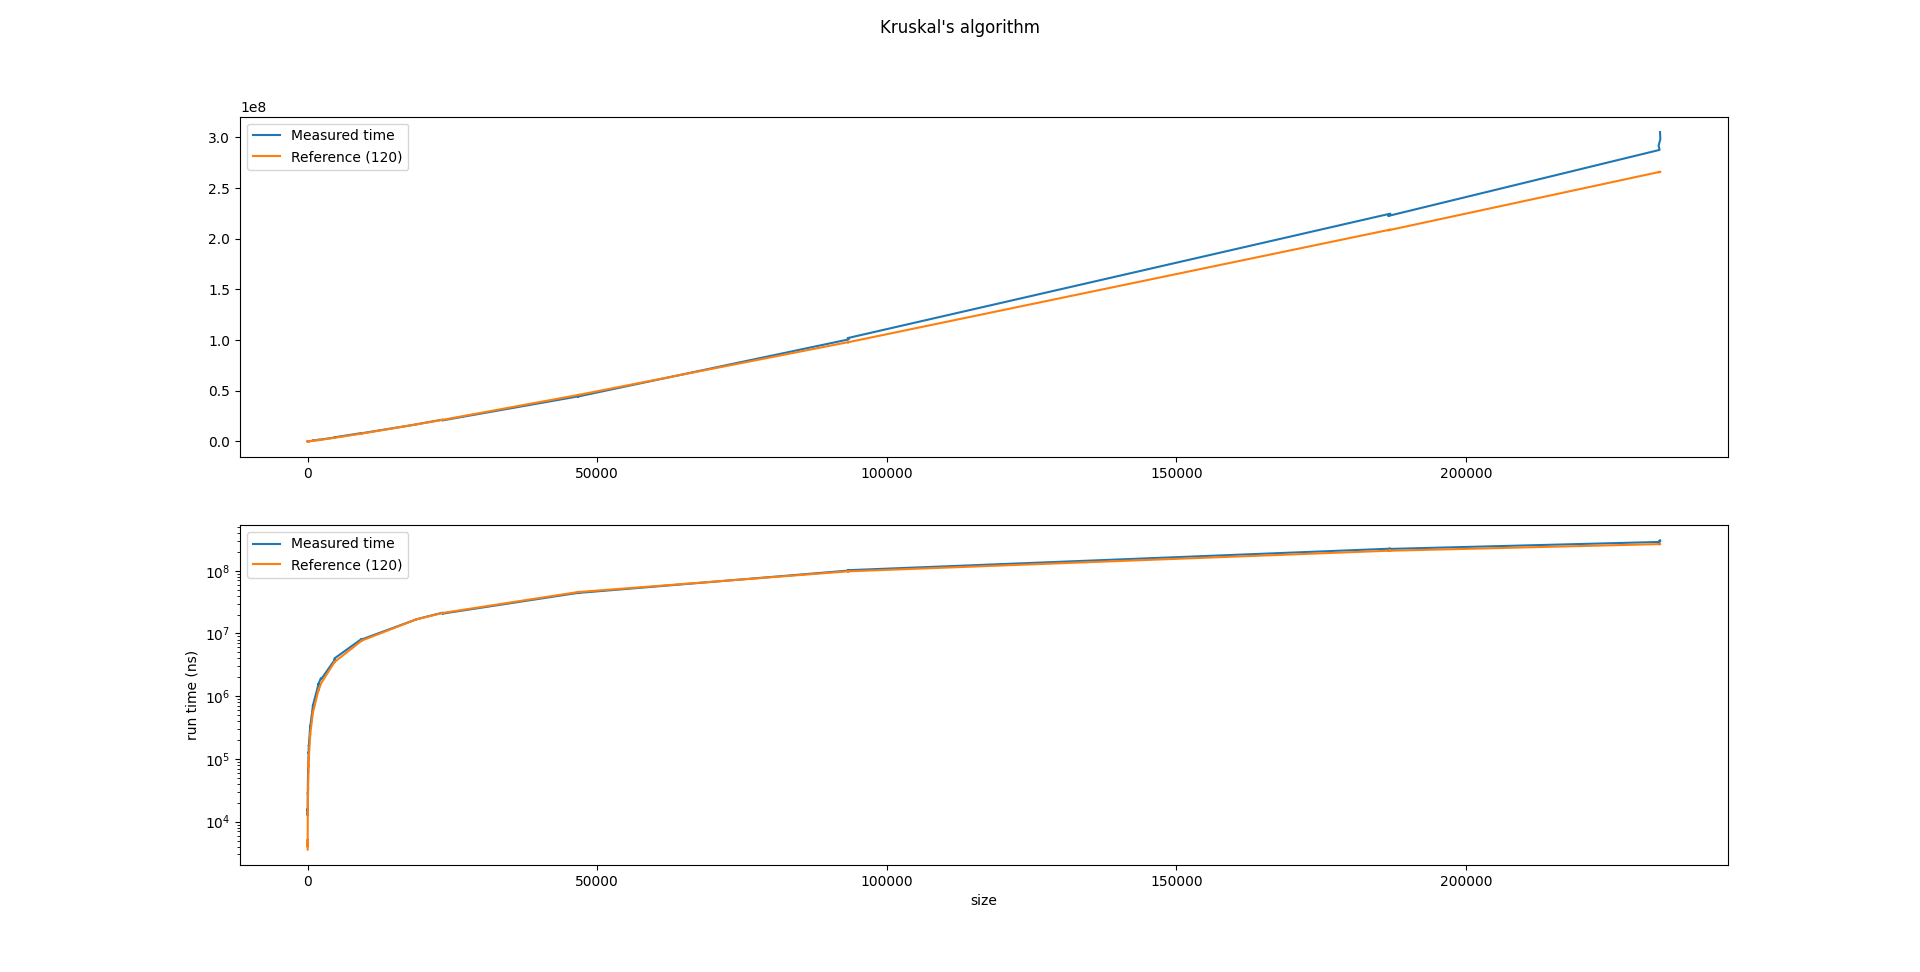 Kruskal's algorithm
1e8
Measured time
Reference (120)
3.0
2.5
2.0
1.5
1.0
0.5
0.0
0 50000 100000 150000 200000
Measured time
Reference (120)
10^8
10^7
10^6
10^5
10^4
run time (ns)
0 50000 100000 150000 200000
size